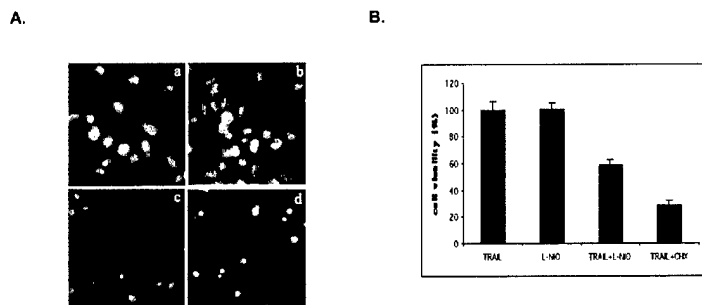 A.
B.
a
b
c
d
120
100
80
60
40
20
0
cell viability (%)
TRAIL
L-NIO
TRAIL+L-NIO
TRAIL+CHX